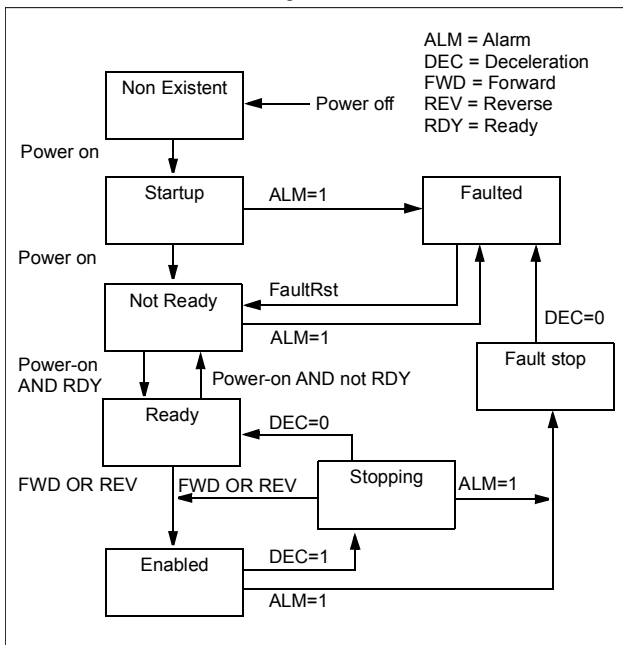 ALM = Alarm
DEC = Deceleration
FWD = Forward
REV = Reverse
RDY = Ready
Non Existent
Power off
Power on
Startup
ALM=1
Faulted
Power on
FaultRst
Not Ready
ALM=1
DEC=0
Fault stop
Power-on
AND RDY
Power-on AND not RDY
Ready
DEC=0
Stopping
FWD OR REV
FWD OR REV
ALM=1
Enabled
DEC=1
ALM=1